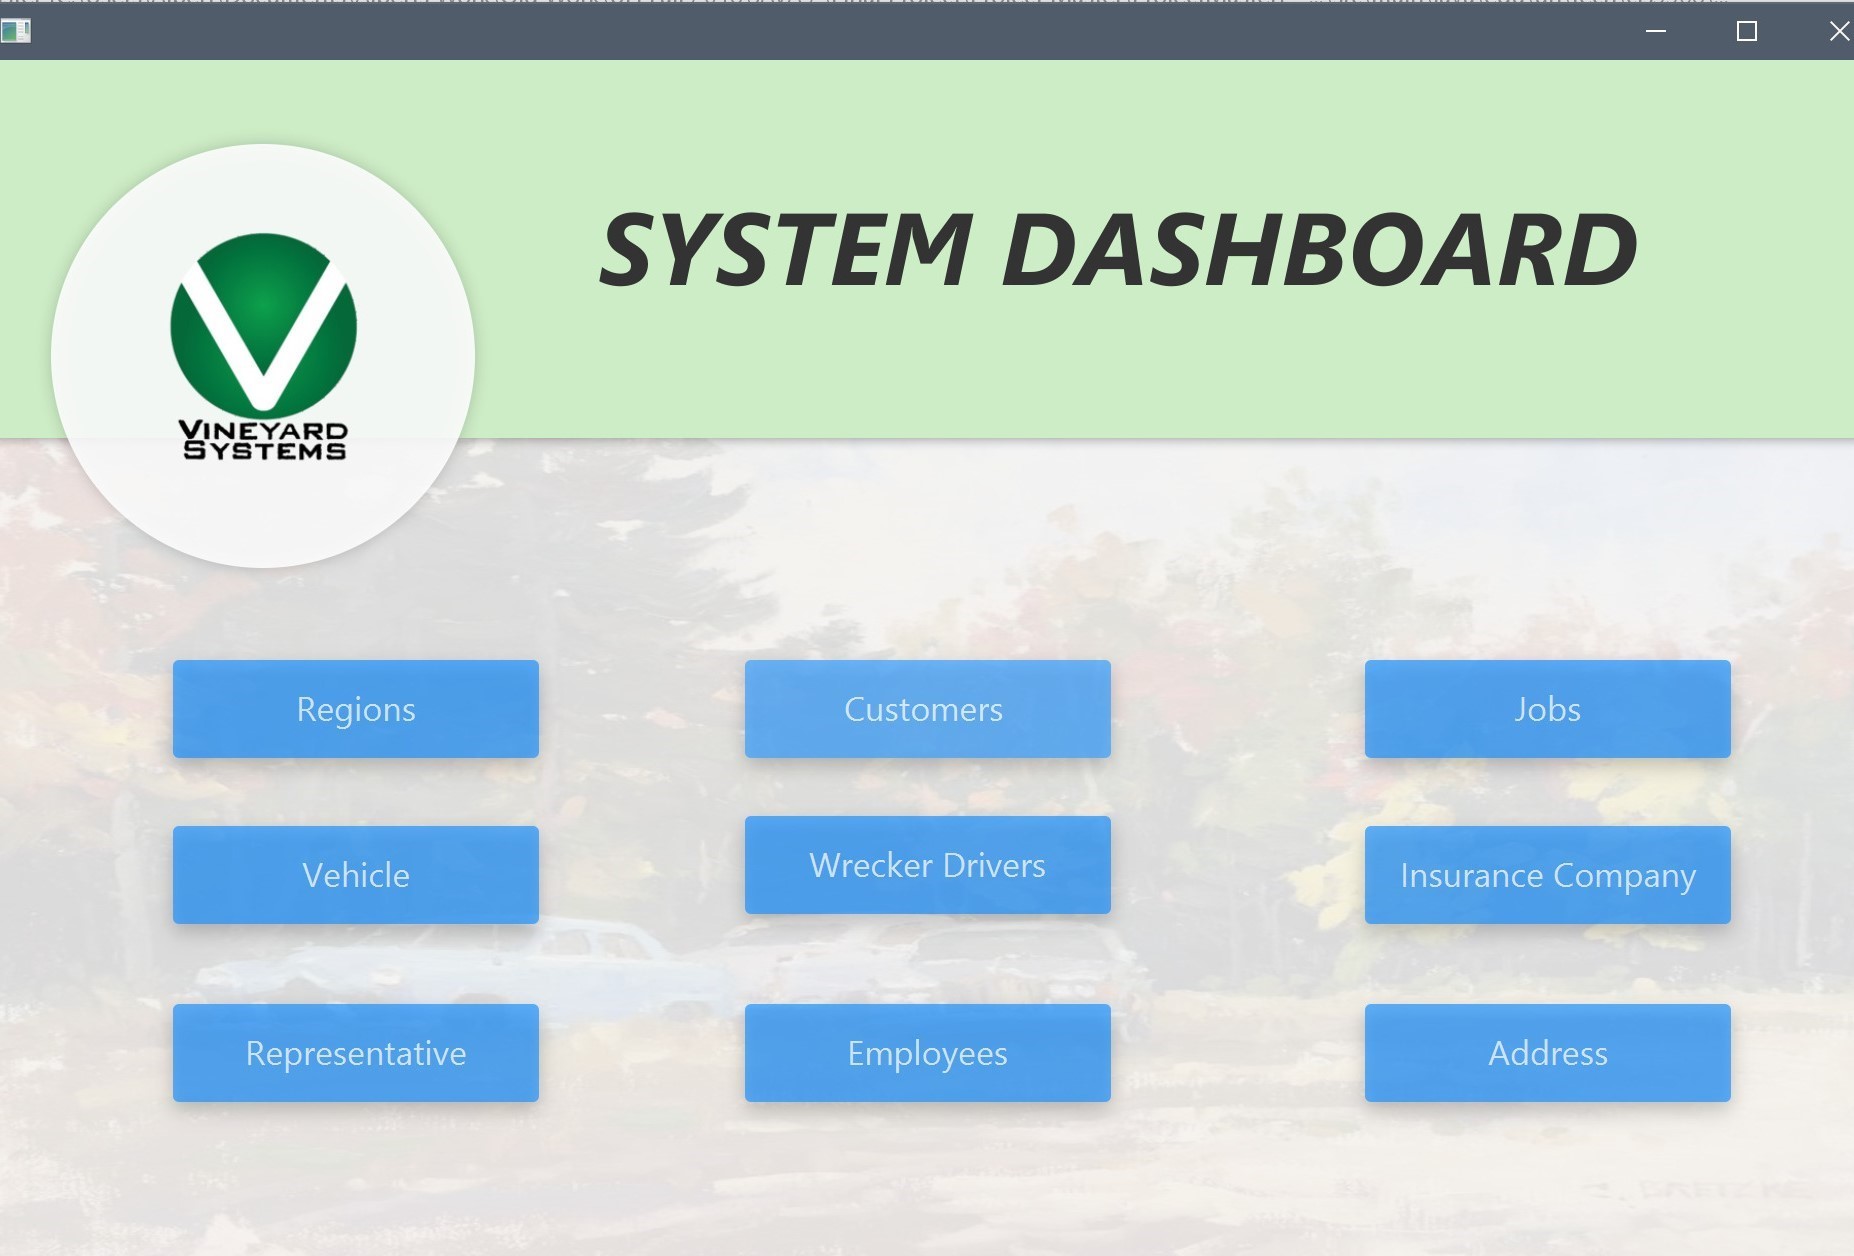 SYSTEM DASHBOARD
VINEYARD
SYSTEMS
Regions
Customers
Jobs
Vehicle
Wrecker Drivers
Insurance Company
Representative
Employees
Address